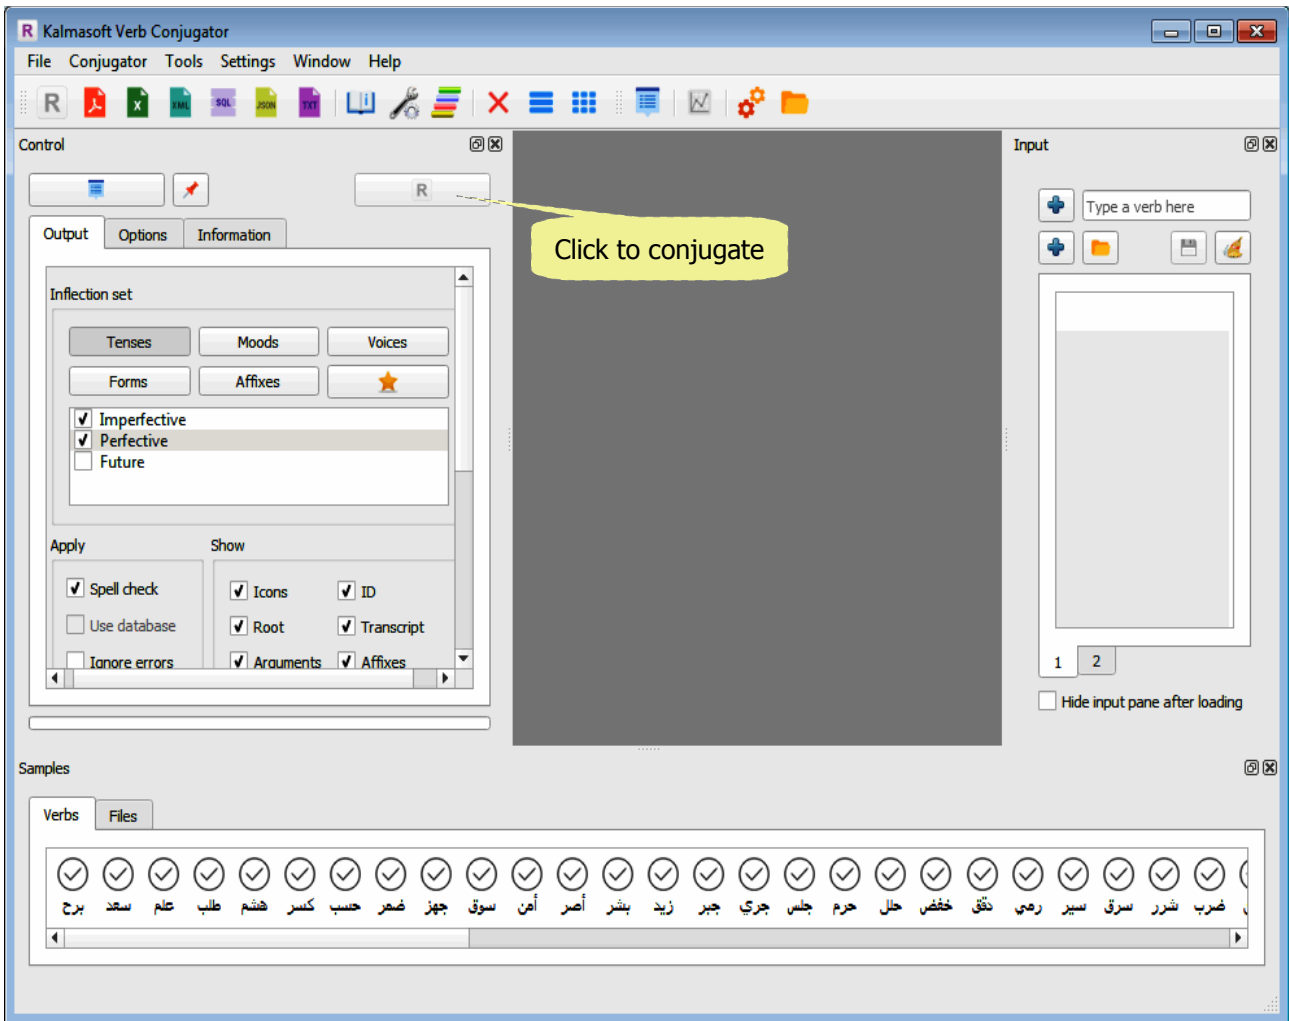 R Kalmasoft Verb Conjugator
File Conjugator Tools Settings Window Help
R X XML SQL JSON TXT
Control
R
Click to conjugate
Output Options Information
Inflection set
Tenses Moods Voices
Forms Affixes
Imperfective
Perfective
Future
Apply Show
Spell check Icons ID
Use database Root Transcript
Ignore errors Arguments Affixes
Input
Type a verb here
1 2
Hide input pane after loading
Samples
Verbs Files
برح سعد علم طلب هشم كسر حسب ضمر جهز سوق أمن أصر بشر زيد جبر جري جلس حرم حلل خفض دقق رمي سير سرق شرر ضرب